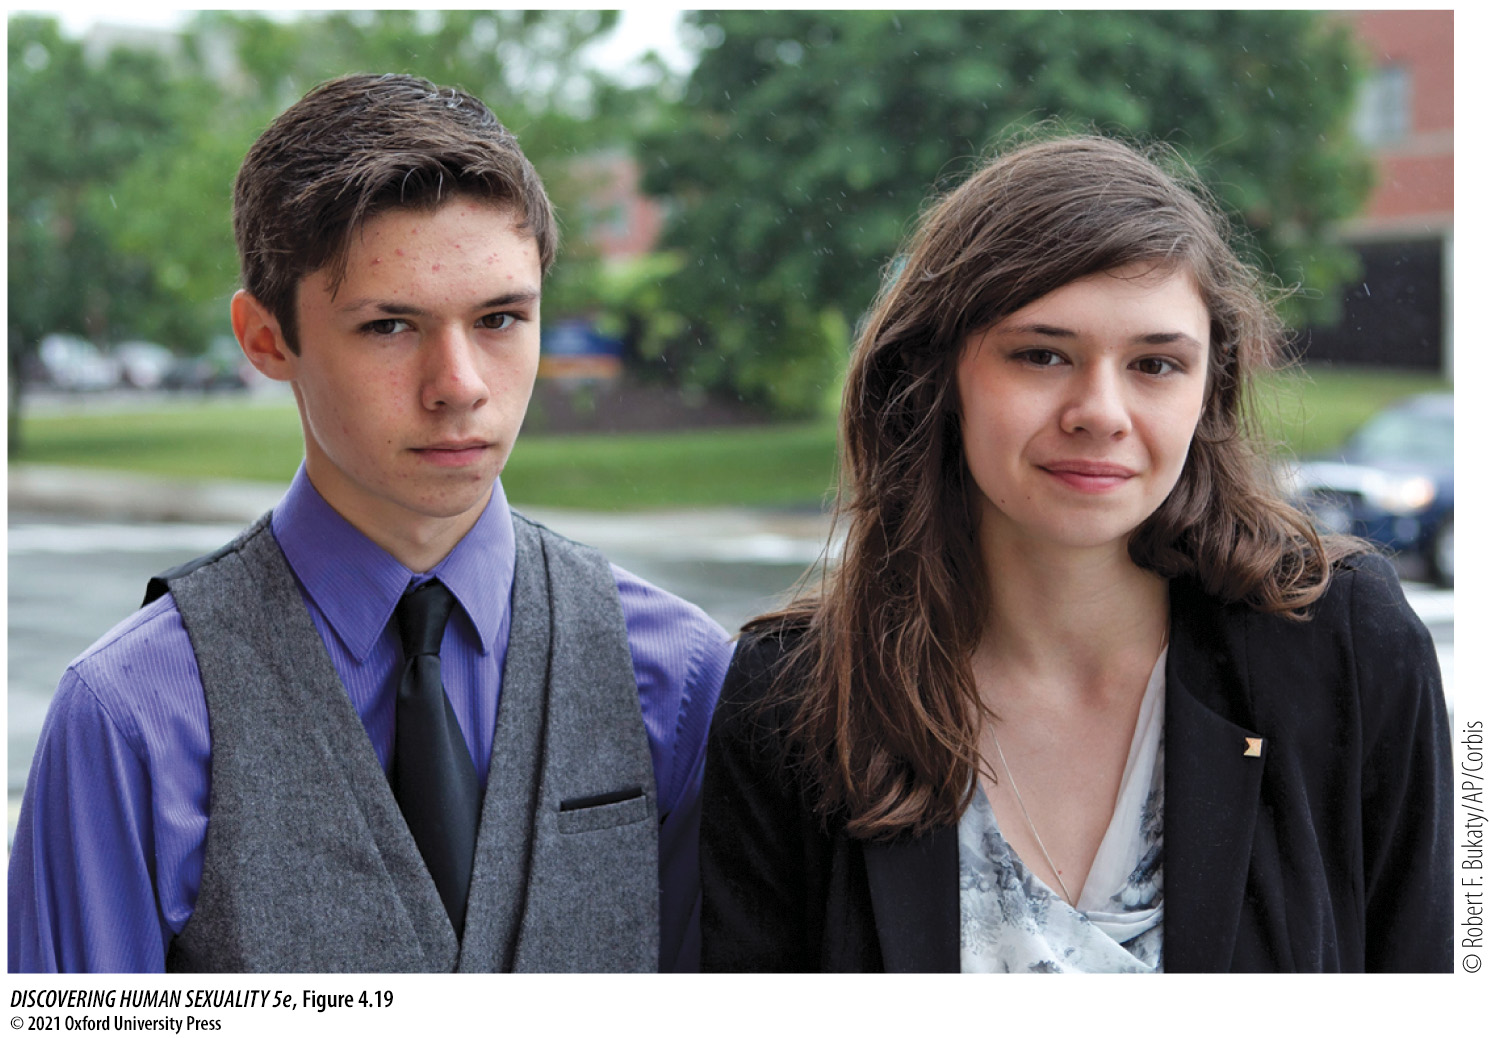 © Robert F. Bukaty/AP/Corbis
DISCOVERING HUMAN SEXUALITY 5e, Figure 4.19
© 2021 Oxford University Press